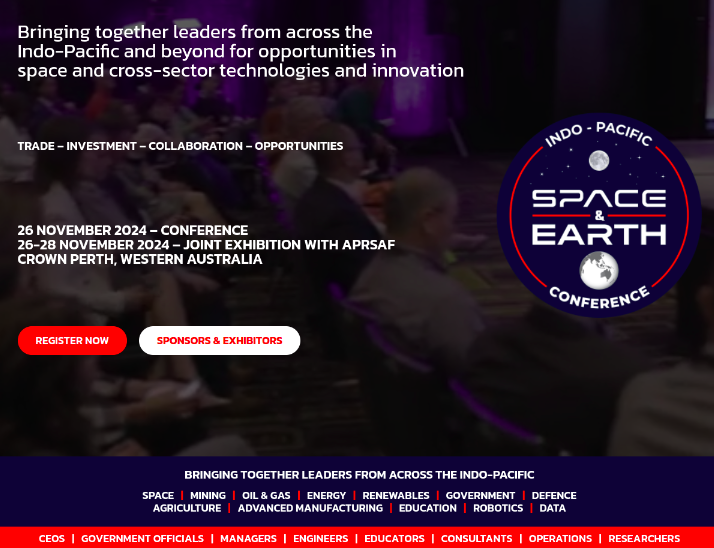 Bringing together leaders from across the
Indo-Pacific and beyond for opportunities in
space and cross-sector technologies and innovation
TRADE – INVESTMENT – COLLABORATION – OPPORTUNITIES
INDO - PACIFIC
SPACE
&
EARTH
CONFERENCE
26 NOVEMBER 2024 – CONFERENCE
26-28 NOVEMBER 2024 – JOINT EXHIBITION WITH APRSAF
CROWN PERTH, WESTERN AUSTRALIA
REGISTER NOW
SPONSORS & EXHIBITORS
BRINGING TOGETHER LEADERS FROM ACROSS THE INDO-PACIFIC
SPACE | MINING | OIL & GAS | ENERGY | RENEWABLES | GOVERNMENT | DEFENCE
AGRICULTURE | ADVANCED MANUFACTURING | EDUCATION | ROBOTICS | DATA
CEOS | GOVERNMENT OFFICIALS | MANAGERS | ENGINEERS | EDUCATORS | CONSULTANTS | OPERATIONS | RESEARCHERS